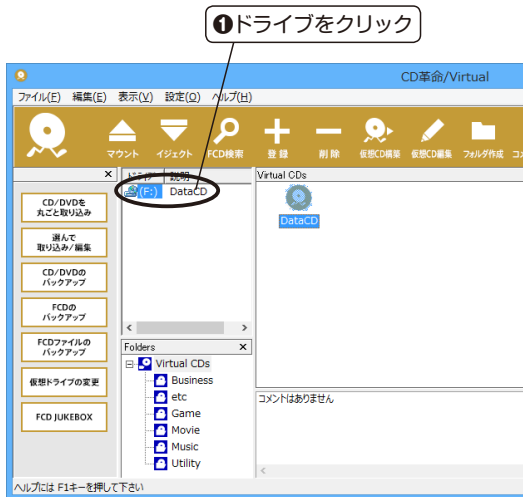 ❶ドライブをクリック
CD革命/Virtual
ファイル(F) 編集(E) 表示(V) 設定(O) ヘルプ(H)
マウント イジェクト FCD検索 登録 削除 仮想CD構築 仮想CD編集 フォルダ作成 コメ
ドライブ 説明
(F:) DataCD
Virtual CDs
DataCD
CD/DVDを
丸ごと取り込み
選んで
取り込み/編集
CD/DVDの
バックアップ
FCDの
バックアップ
FCDファイルの
バックアップ
仮想ドライブの変更
FCD JUKEBOX
Folders
Virtual CDs
Business
etc
Game
Movie
Music
Utility
コメントはありません
ヘルプには F1キーを押して下さい